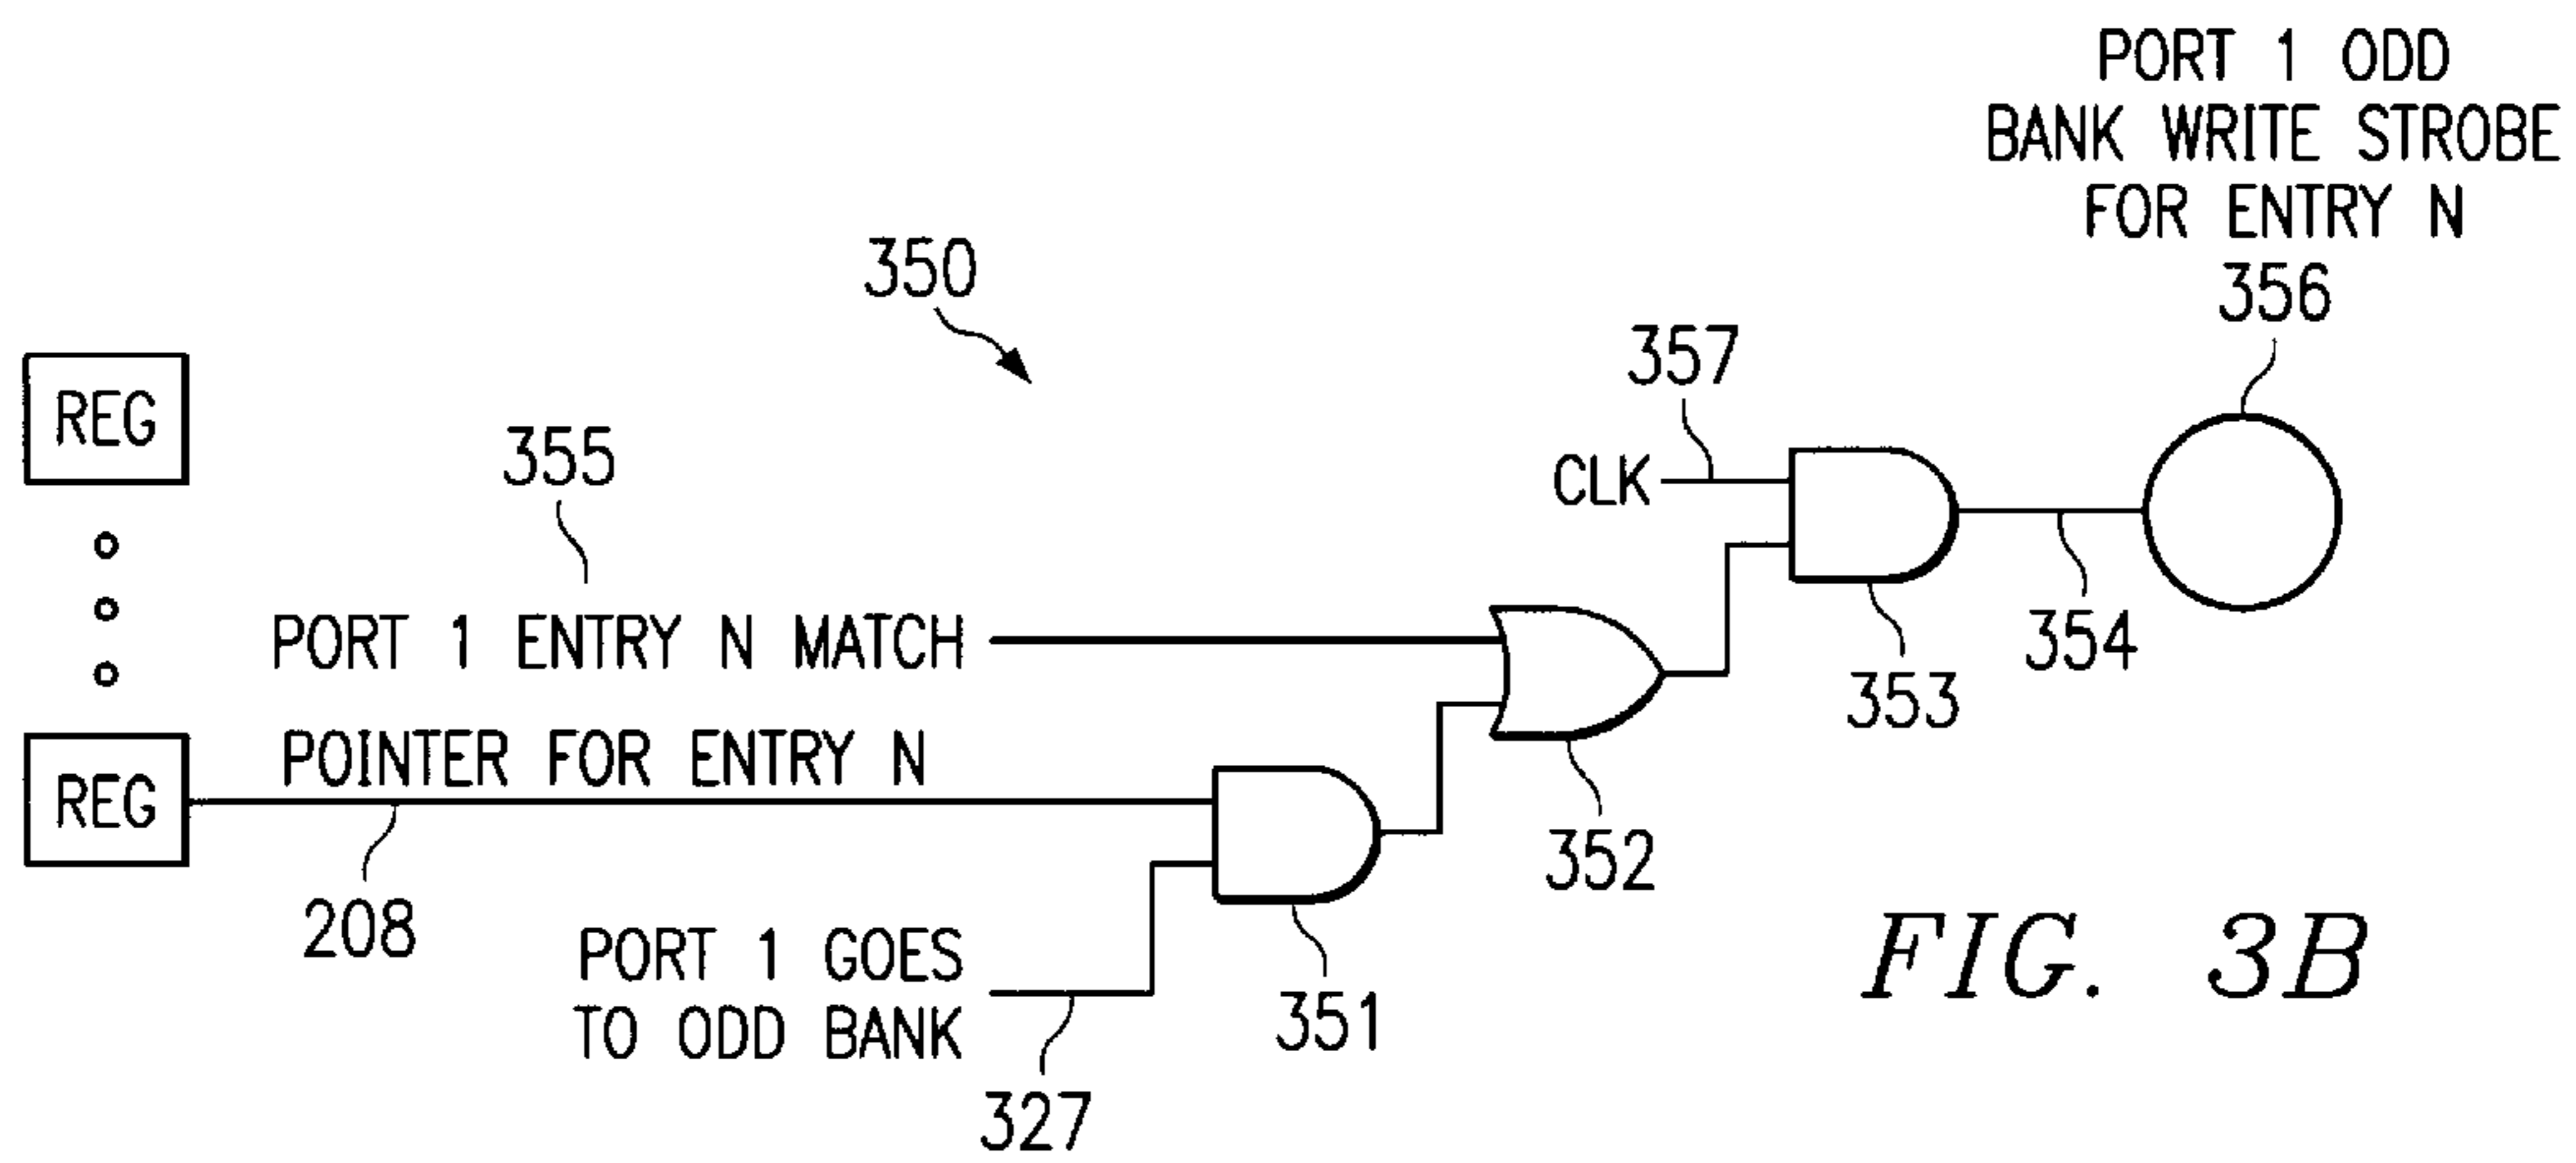 PORT 1 ODD
BANK WRITE STROBE
FOR ENTRY N
356
350
357
CLK
REG
355
PORT 1 ENTRY N MATCH
354
353
POINTER FOR ENTRY N
REG
352
208
PORT 1 GOES
TO ODD BANK
351
327
FIG. 3B